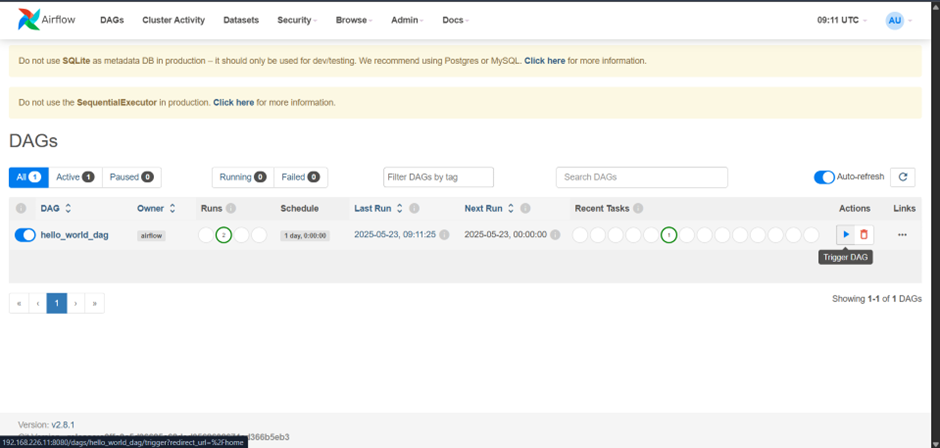 Airflow DAGs Cluster Activity Datasets Security Browse Admin Docs 09:11 UTC AU
Do not use SQLite as metadata DB in production – it should only be used for dev/testing. We recommend using Postgres or MySQL. Click here for more information.
Do not use the SequentialExecutor in production. Click here for more information.
DAGs
All 1 Active 1 Paused 0 Running 0 Failed 0 Filter DAGs by tag Search DAGs Auto-refresh
DAG Owner Runs Schedule Last Run Next Run Recent Tasks Actions Links
hello_world_dag airflow 2 1 day, 0:00:00 2025-05-23, 09:11:25 2025-05-23, 00:00:00 1
Trigger DAG
« ‹ 1 › » Showing 1-1 of 1 DAGs
Version: v2.8.1
192.168.226.11:8080/dags/hello_world_dag/trigger?redirect_url=%2Fhome